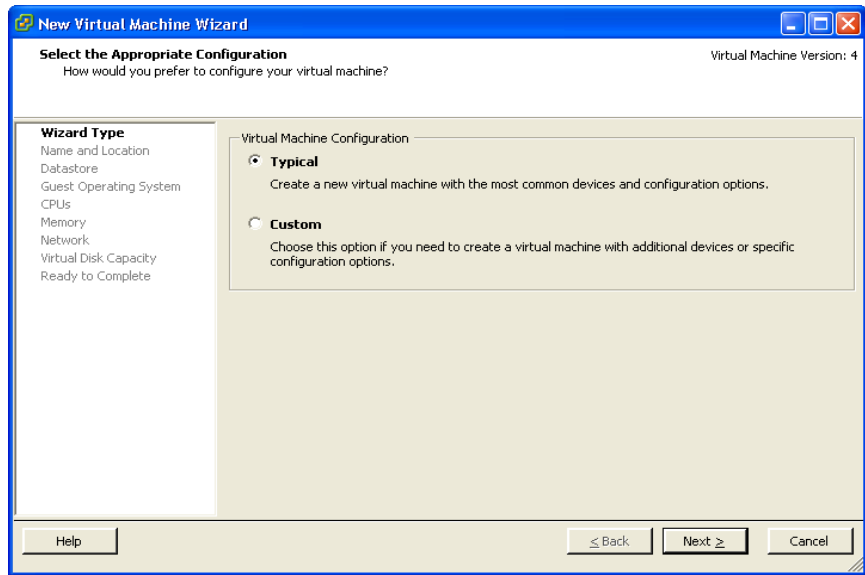 New Virtual Machine Wizard
Select the Appropriate Configuration
How would you prefer to configure your virtual machine?
Virtual Machine Version: 4
Wizard Type
Name and Location
Datastore
Guest Operating System
CPUs
Memory
Network
Virtual Disk Capacity
Ready to Complete
Virtual Machine Configuration
Typical
Create a new virtual machine with the most common devices and configuration options.
Custom
Choose this option if you need to create a virtual machine with additional devices or specific
configuration options.
Help
< Back
Next >
Cancel